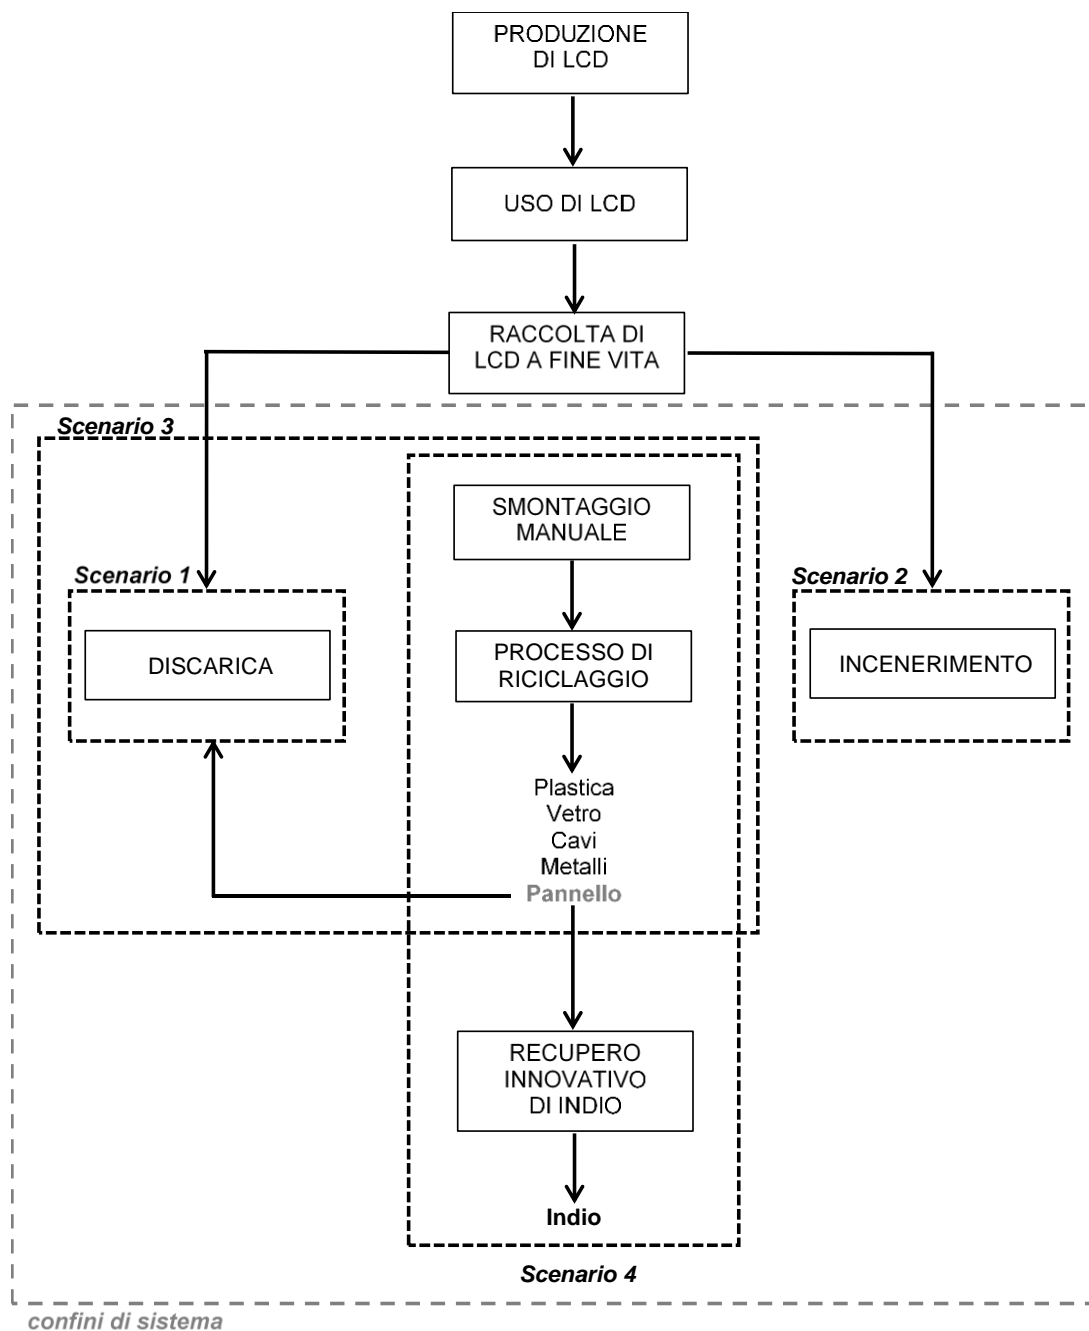 PRODUZIONE
DI LCD
USO DI LCD
RACCOLTA DI
LCD A FINE VITA
Scenario 3
SMONTAGGIO
MANUALE
Scenario 1
Scenario 2
DISCARICA
PROCESSO DI
RICICLAGGIO
INCENERIMENTO
Plastica
Vetro
Cavi
Metalli
Pannello
RECUPERO
INNOVATIVO
DI INDIO
Indio
Scenario 4
confini di sistema